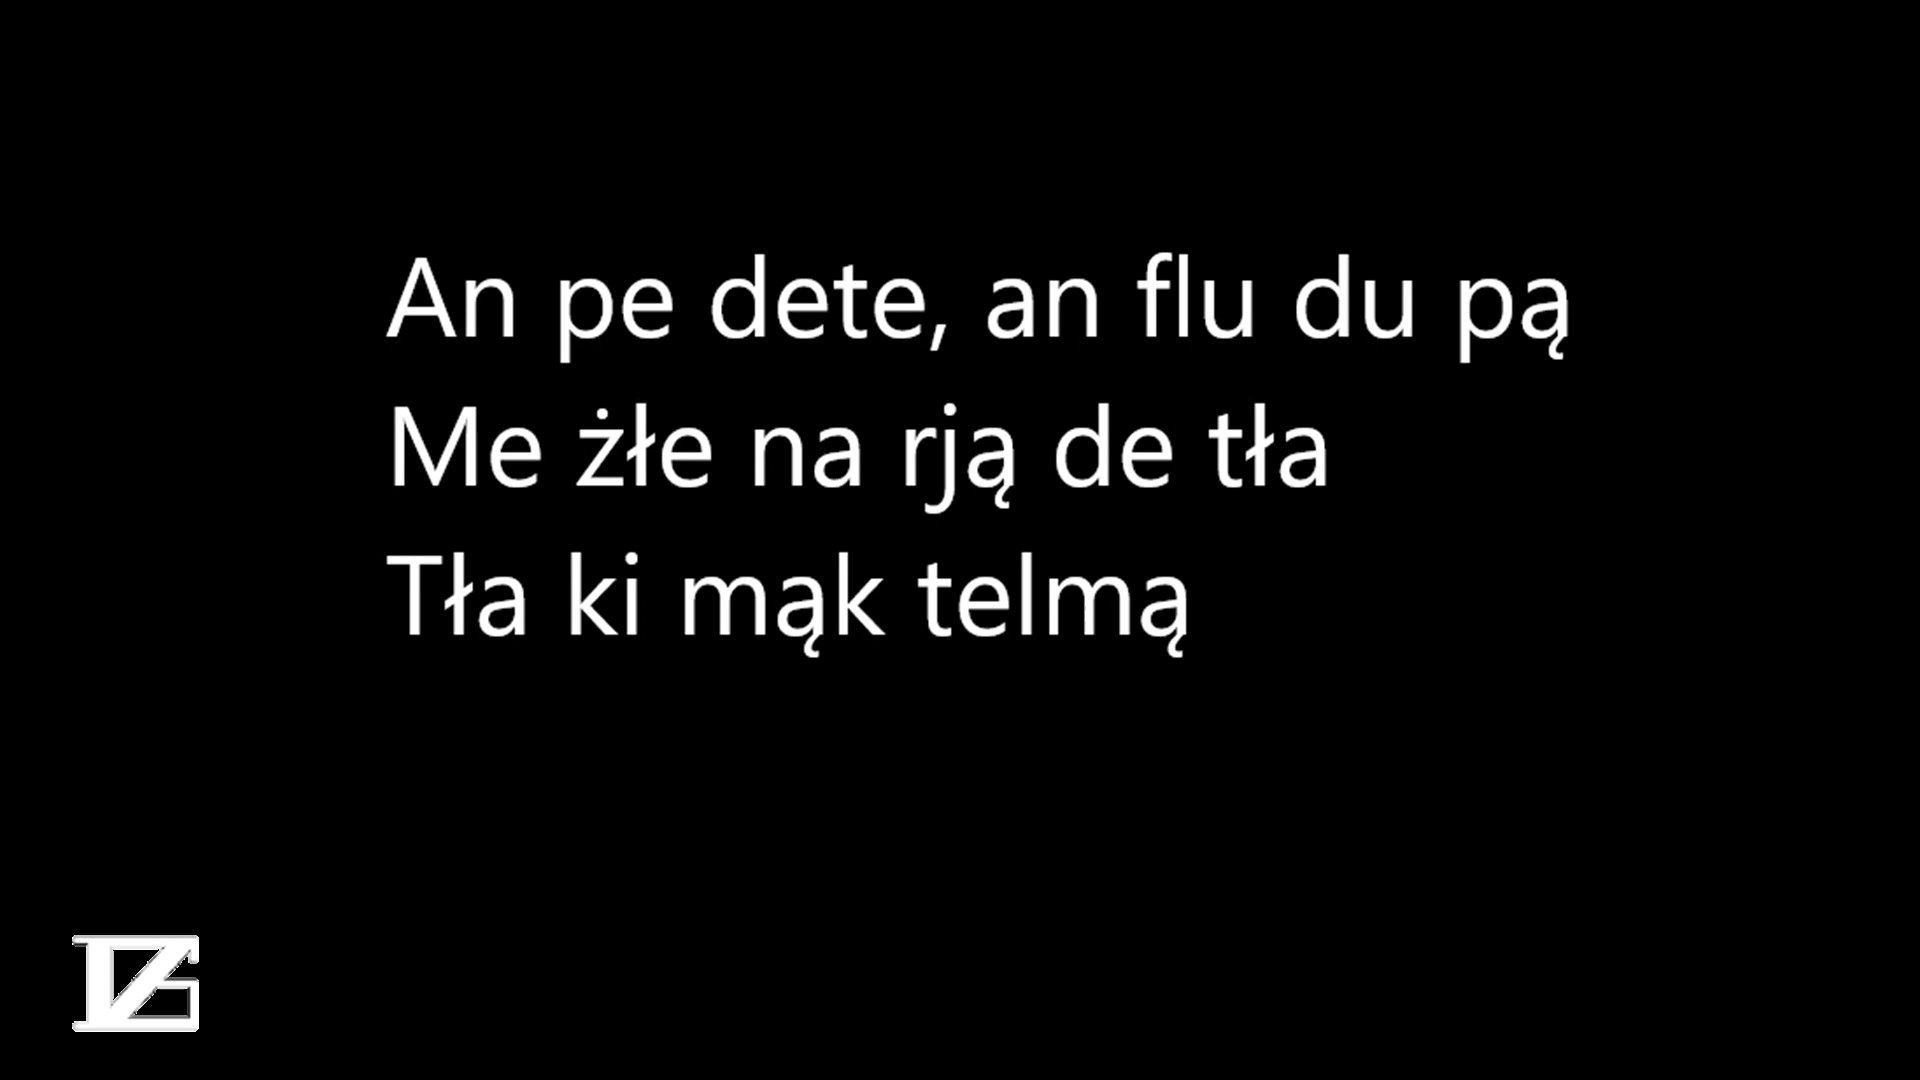 An pe dete, an flu du pą
Me żłe na rją de tła
Tła ki mąk telmą